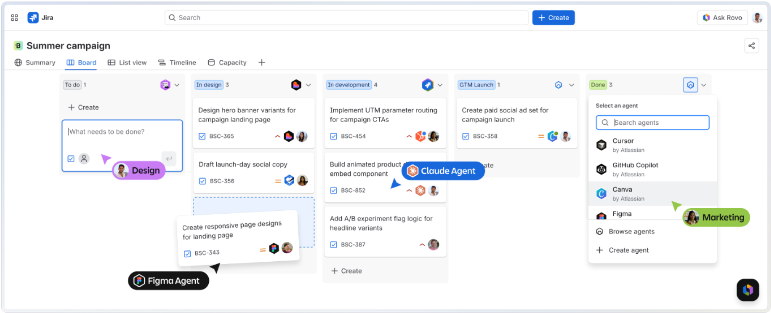 Jira
Search
+ Create
Ask Rovo
Summer campaign
Summary
Board
List view
Timeline
Capacity
To do 1
+ Create
What needs to be done?
Design
In design 3
Design hero banner variants for
campaign landing page
BSC-365
Draft launch-day social copy
BSC-356
Create responsive page designs
for landing page
BSC-343
Figma Agent
In development 4
Implement UTM parameter routing
for campaign CTAs
BSC-454
Build animated product
embed component
BSC-852
Claude Agent
Add A/B experiment flag logic for
headline variants
BSC-387
+ Create
GTM Launch 1
Create paid social ad set for
campaign launch
BSC-358
Done 3
Select an agent
Search agents
Cursor
by Atlassian
GitHub Copilot
by Atlassian
Canva
by Atlassian
Figma
Marketing
Browse agents
+ Create agent